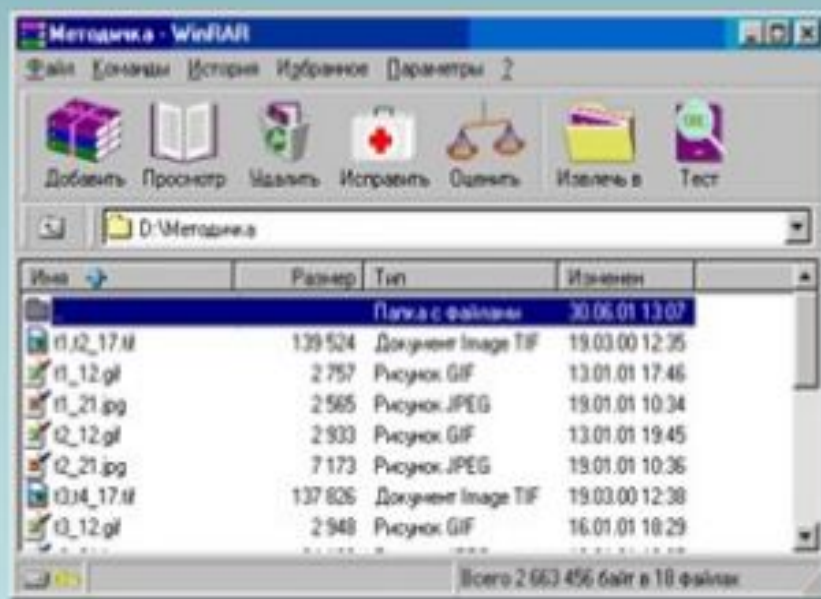 Методичка - WinRAR
Файл Команды История Избранное Параметры ?
Добавить Просмотр Удалить Исправить Оценить Извлечь в Тест
D:\Методичка
Имя Размер Тип Изменен
.. Папка с файлами 30.06.01 13:07
t1,t2_17.tif 139 524 Документ Image TIF 19.03.00 12:35
t1_12.gif 2 757 Рисунок GIF 13.01.01 17:46
t1_21.jpg 2 565 Рисунок JPEG 19.01.01 10:34
t2_12.gif 2 933 Рисунок GIF 13.01.01 19:45
t2_21.jpg 7 173 Рисунок JPEG 19.01.01 10:36
t3,t4_17.tif 137 826 Документ Image TIF 19.03.00 12:38
t3_12.gif 2 948 Рисунок GIF 16.01.01 18:29
Всего 2 663 456 байт в 18 файлах